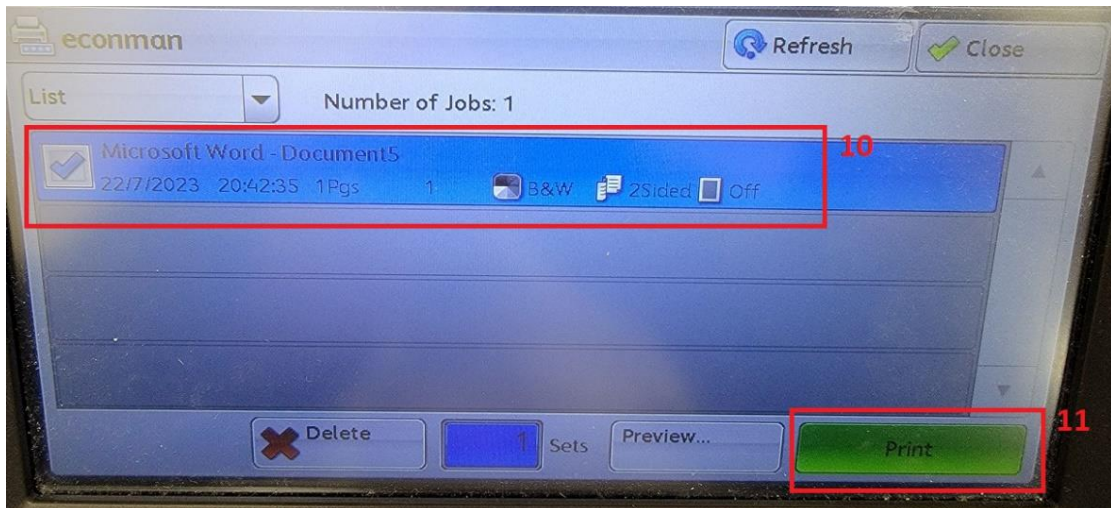 econman
Refresh
Close
List
Number of Jobs: 1
Microsoft Word - Document5
10
22/7/2023 20:42:35 1Pgs 1 B&W 2Sided Off
Delete
1 Sets
Preview...
Print
11